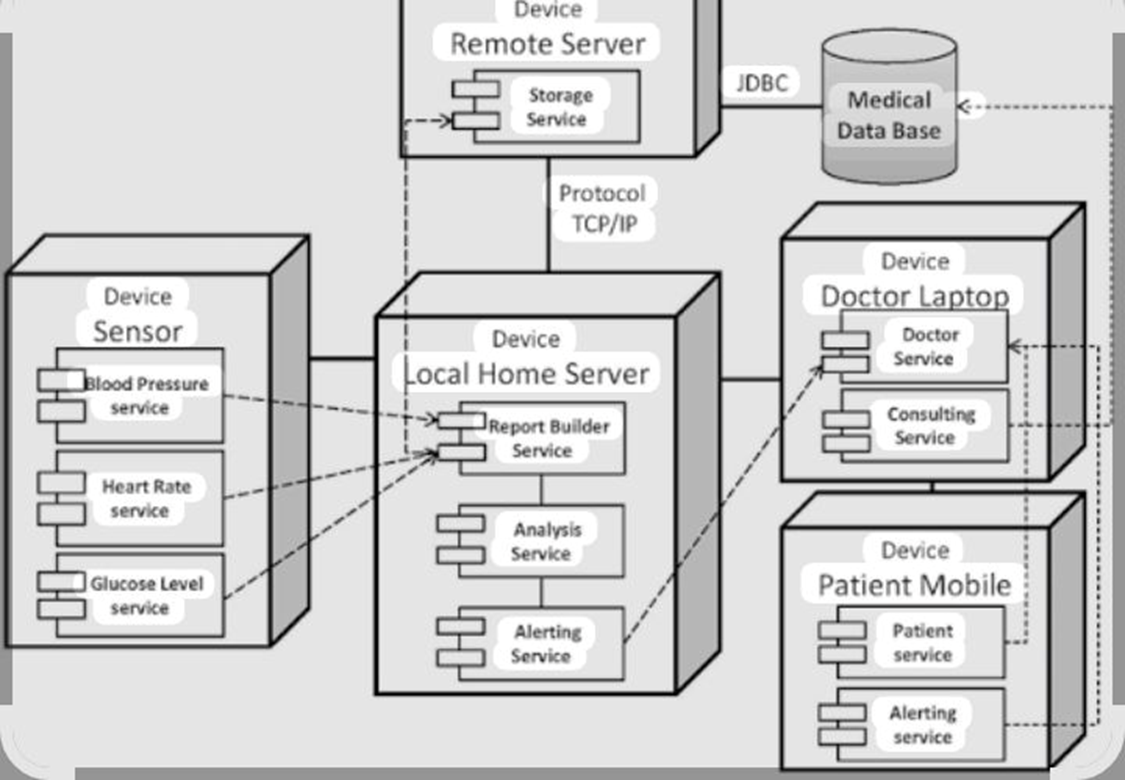 Device
Remote Server
Storage
Service
JDBC
Medical
Data Base
Protocol
TCP/IP
Device
Sensor
Blood Pressure
service
Heart Rate
service
Glucose Level
service
Device
Local Home Server
Report Builder
Service
Analysis
Service
Alerting
Service
Device
Doctor Laptop
Doctor
Service
Consulting
Service
Device
Patient Mobile
Patient
service
Alerting
service